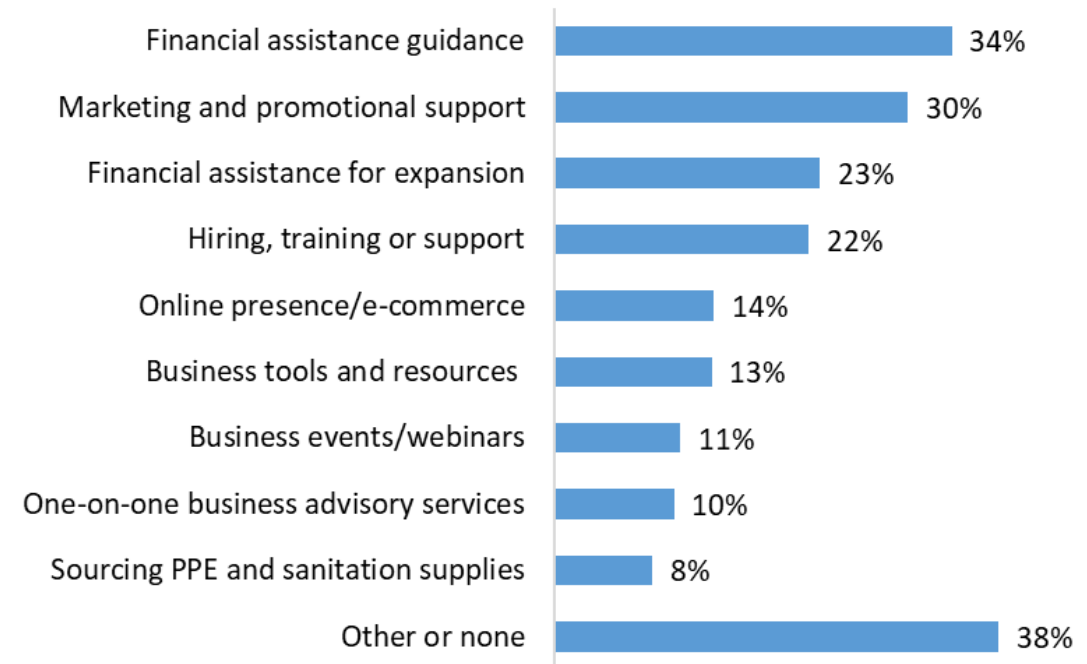 Financial assistance guidance 34%
Marketing and promotional support 30%
Financial assistance for expansion 23%
Hiring, training or support 22%
Online presence/e-commerce 14%
Business tools and resources 13%
Business events/webinars 11%
One-on-one business advisory services 10%
Sourcing PPE and sanitation supplies 8%
Other or none 38%